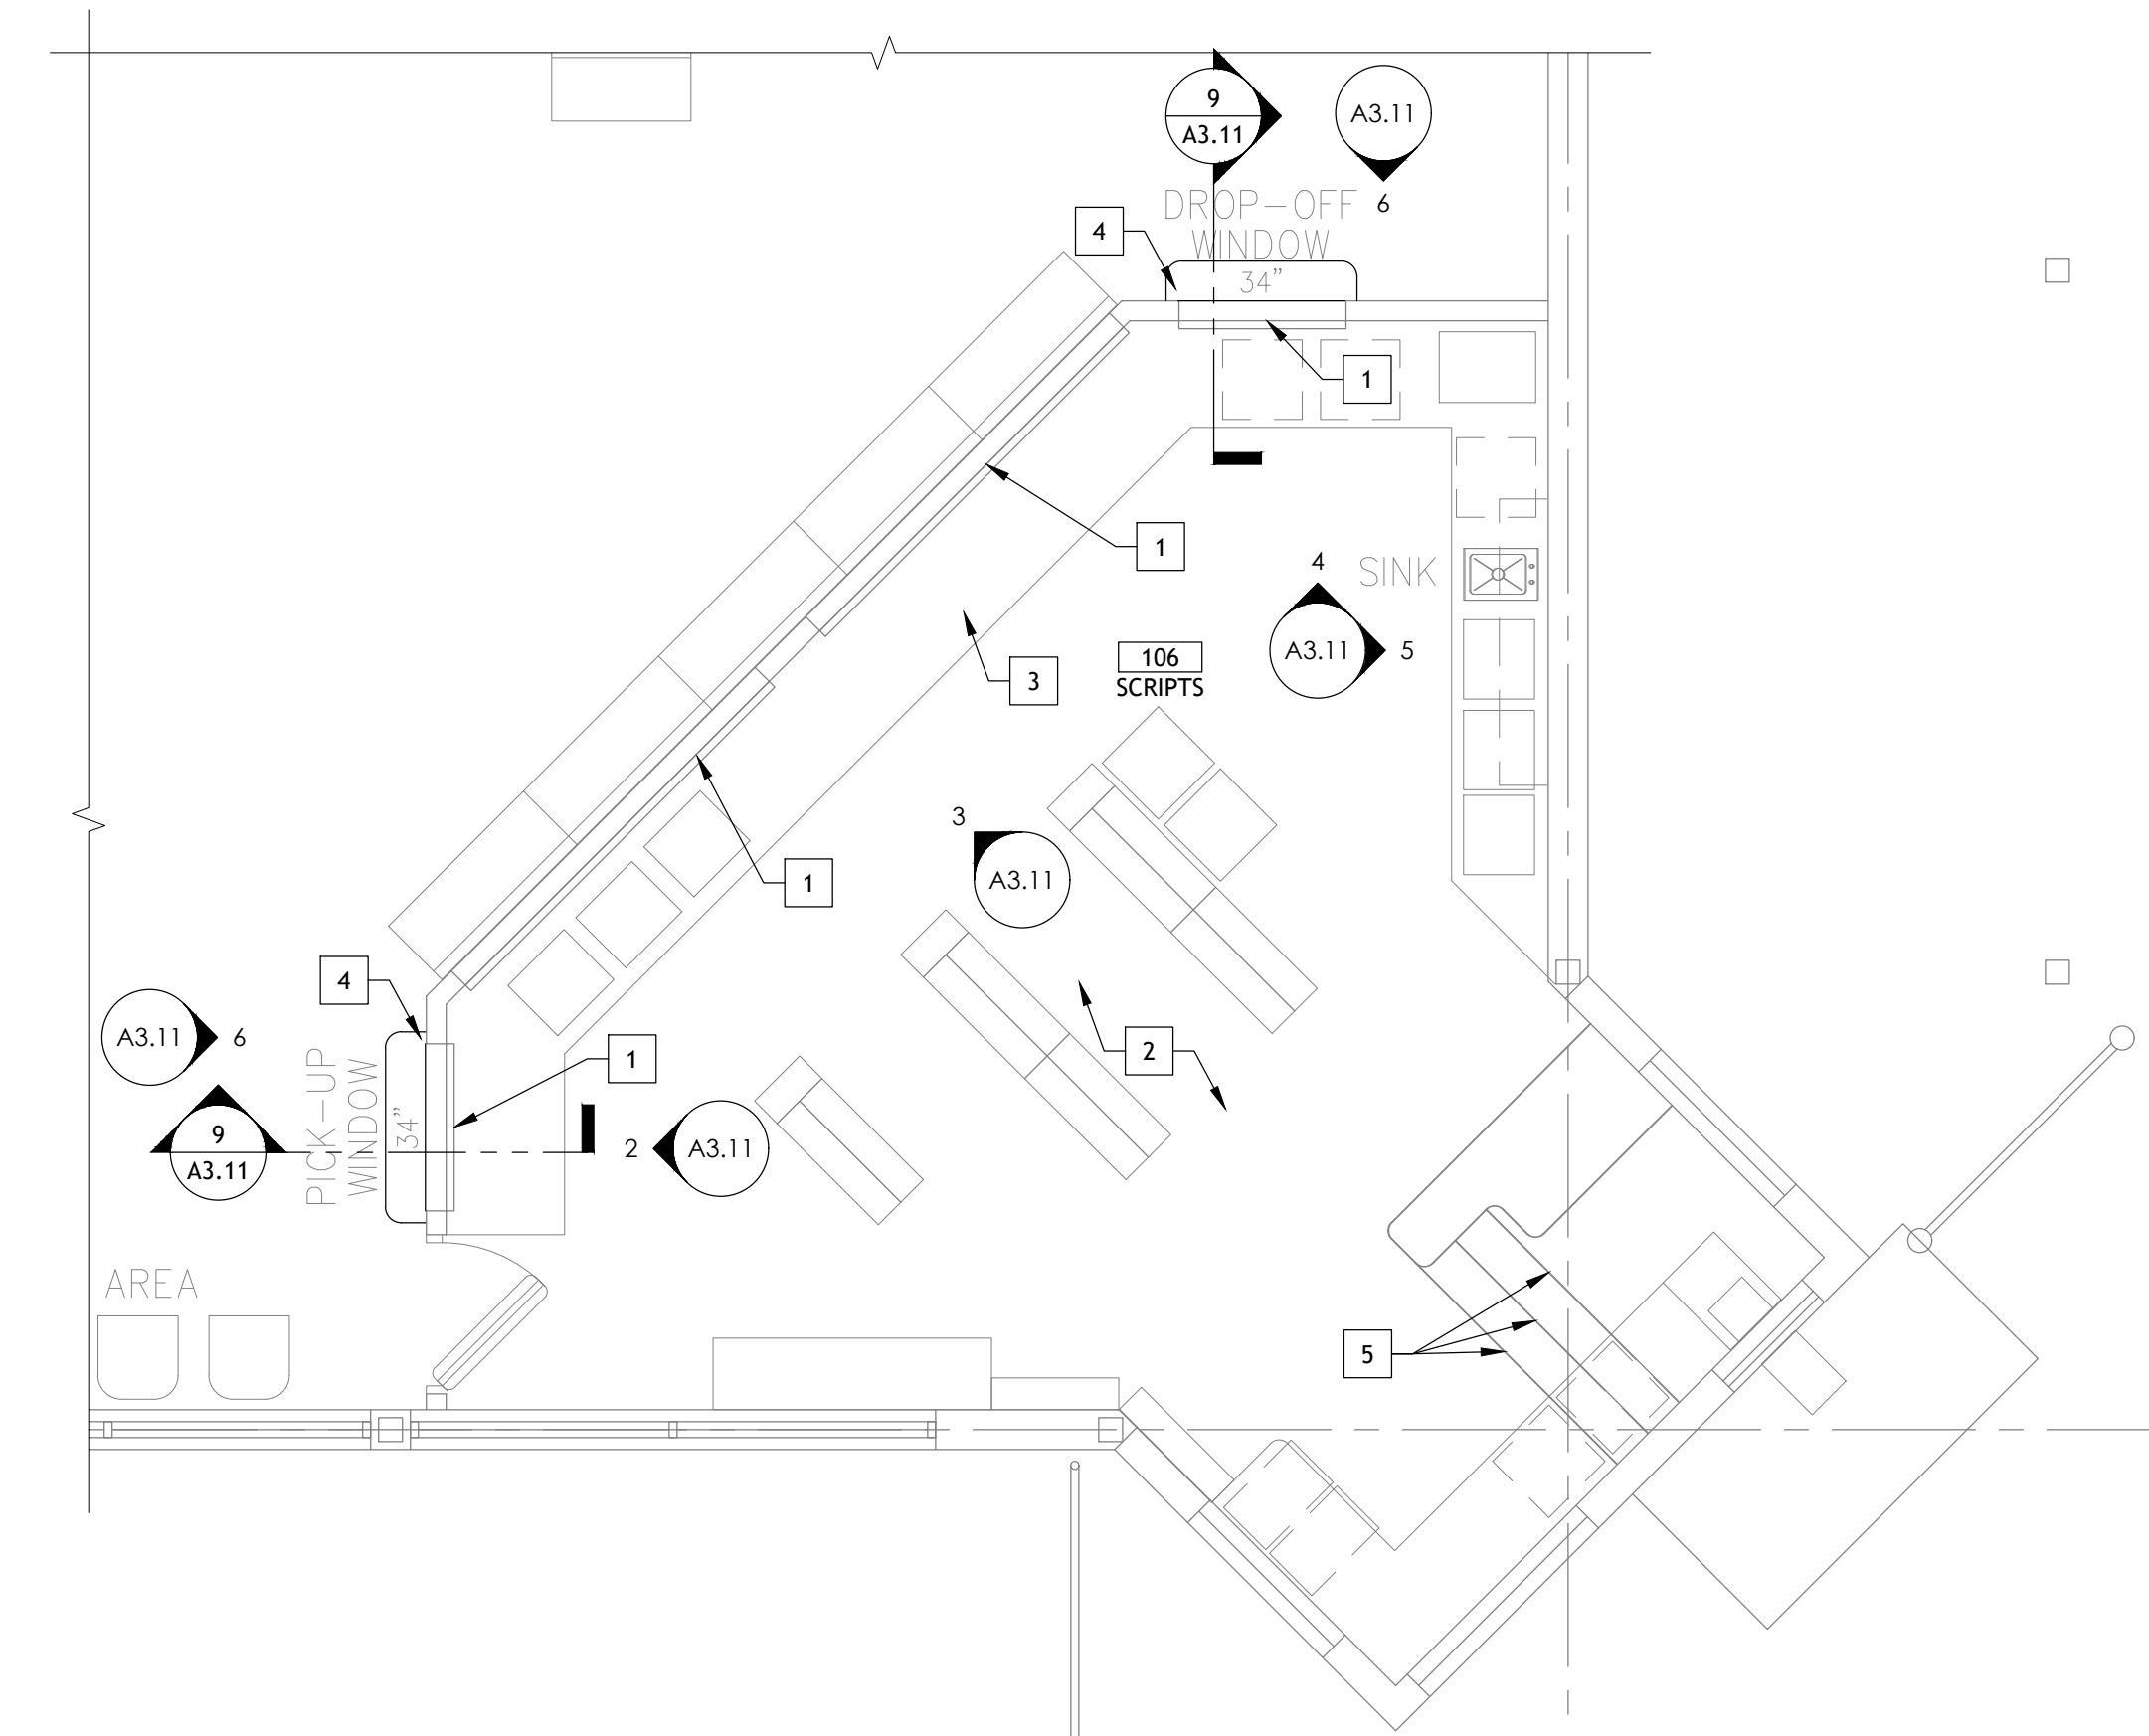 9
A3.11
A3.11
6
DROP-OFF
WINDOW
34"
4
1
1
4
SINK
A3.11
5
106
SCRIPTS
3
3
A3.11
1
4
A3.11
6
1
2
PICK-UP
WINDOW
34"
9
A3.11
2
A3.11
AREA
5